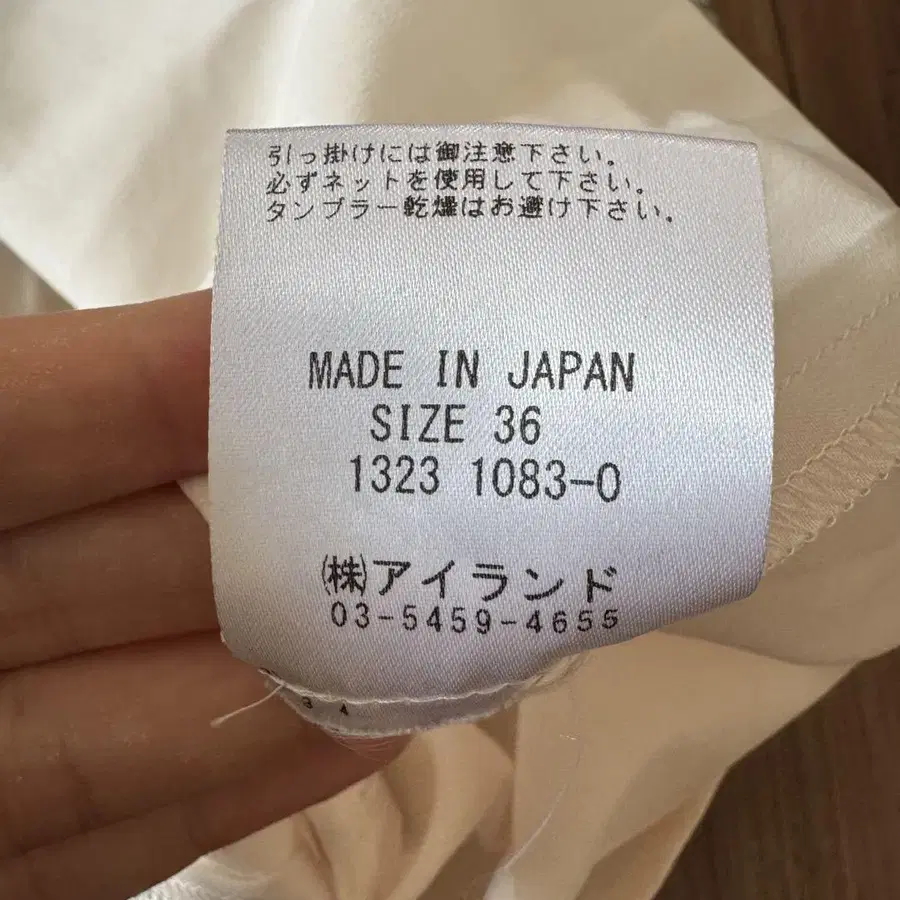 引っ掛けには御注意下さい。
必ずネットを使用して下さい。
タンブラー乾燥はお避け下さい。
MADE IN JAPAN
SIZE 36
1323 1083-0
㈱アイランド
03-5459-4655
3 4